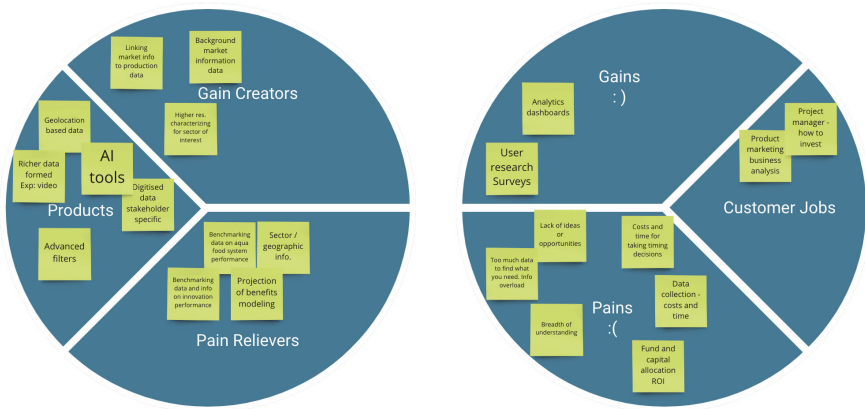 Linking
market info
to production
data
Background
market
information
data
Gain Creators
Higher res.
characterizing
for sector of
interest
Geolocation
based data
Richer data
formed
Exp: video
AI
tools
Digitised
data
stakeholder
specific
Products
Advanced
filters
Benchmarking
data on aqua
food system
performance
Sector /
geographic
info.
Benchmarking
data and info
on innovation
performance
Projection
of benefits
modeling
Pain Relievers
Gains
: )
Analytics
dashboards
User
research
Surveys
Project
manager -
how to
invest
Product
marketing
business
analysis
Customer Jobs
Lack of ideas
or
opportunities
Costs and
time for
taking timing
decisions
Too much data
to find what
you need. Info
overload
Data
collection -
costs and
time
Pains
:(
Breadth of
understanding
Fund and
capital
allocation
ROI